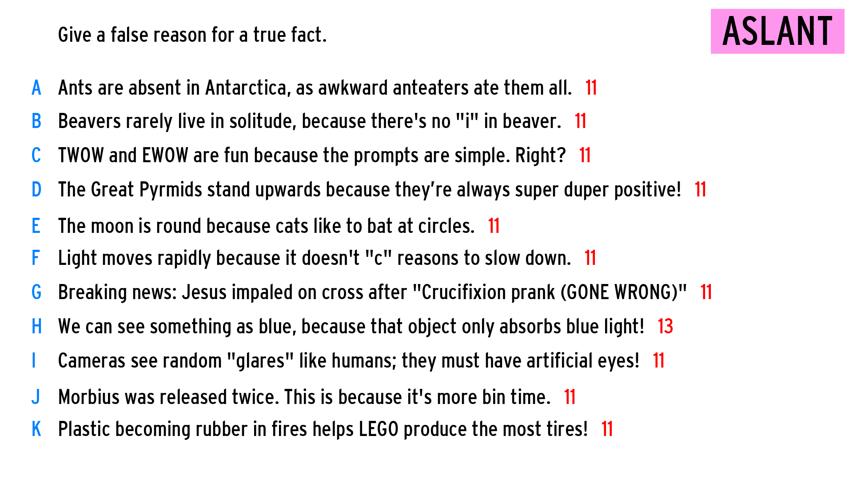 Give a false reason for a true fact.
ASLANT
A Ants are absent in Antarctica, as awkward anteaters ate them all. 11
B Beavers rarely live in solitude, because there's no "i" in beaver. 11
C TWOW and EWOW are fun because the prompts are simple. Right? 11
D The Great Pyrmids stand upwards because they’re always super duper positive! 11
E The moon is round because cats like to bat at circles. 11
F Light moves rapidly because it doesn't "c" reasons to slow down. 11
G Breaking news: Jesus impaled on cross after "Crucifixion prank (GONE WRONG)" 11
H We can see something as blue, because that object only absorbs blue light! 13
I Cameras see random "glares" like humans; they must have artificial eyes! 11
J Morbius was released twice. This is because it's more bin time. 11
K Plastic becoming rubber in fires helps LEGO produce the most tires! 11